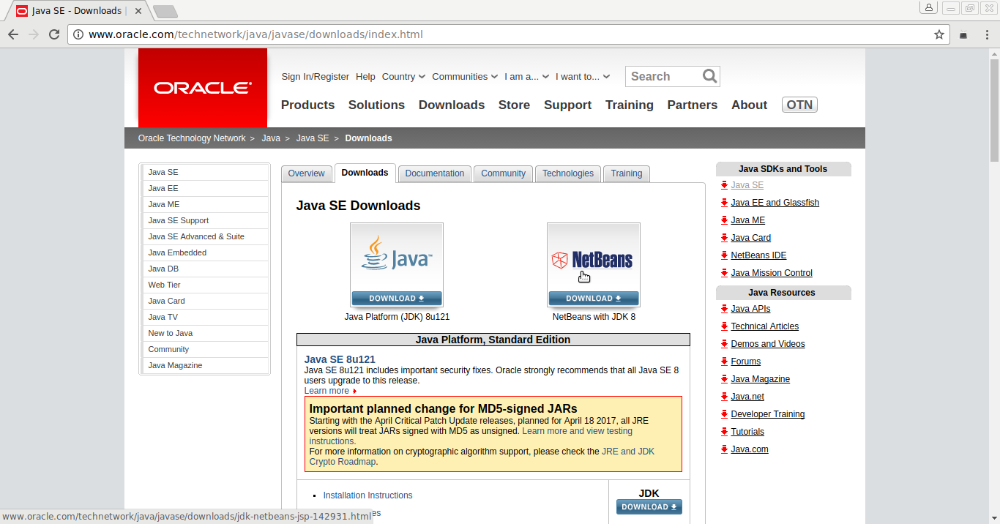 Java SE - Downloads |
www.oracle.com/technetwork/java/javase/downloads/index.html
ORACLE
Sign In/Register Help Country Communities I am a... I want to... Search
Products Solutions Downloads Store Support Training Partners About OTN
Oracle Technology Network > Java > Java SE > Downloads
Java SE
Java EE
Java ME
Java SE Support
Java SE Advanced & Suite
Java Embedded
Java DB
Web Tier
Java Card
Java TV
New to Java
Community
Java Magazine
Overview Downloads Documentation Community Technologies Training
Java SE Downloads
Java™
DOWNLOAD
Java Platform (JDK) 8u121
NetBeans
DOWNLOAD
NetBeans with JDK 8
Java Platform, Standard Edition
Java SE 8u121
Java SE 8u121 includes important security fixes. Oracle strongly recommends that all Java SE 8
users upgrade to this release.
Learn more
Important planned change for MD5-signed JARs
Starting with the April Critical Patch Update releases, planned for April 18 2017, all JRE
versions will treat JARs signed with MD5 as unsigned. Learn more and view testing
instructions.
For more information on cryptographic algorithm support, please check the JRE and JDK
Crypto Roadmap.
Installation Instructions
JDK
DOWNLOAD
Java SDKs and Tools
Java SE
Java EE and Glassfish
Java ME
Java Card
NetBeans IDE
Java Mission Control
Java Resources
Java APIs
Technical Articles
Demos and Videos
Forums
Java Magazine
Java.net
Developer Training
Tutorials
Java.com
www.oracle.com/technetwork/java/javase/downloads/jdk-netbeans-jsp-142931.html